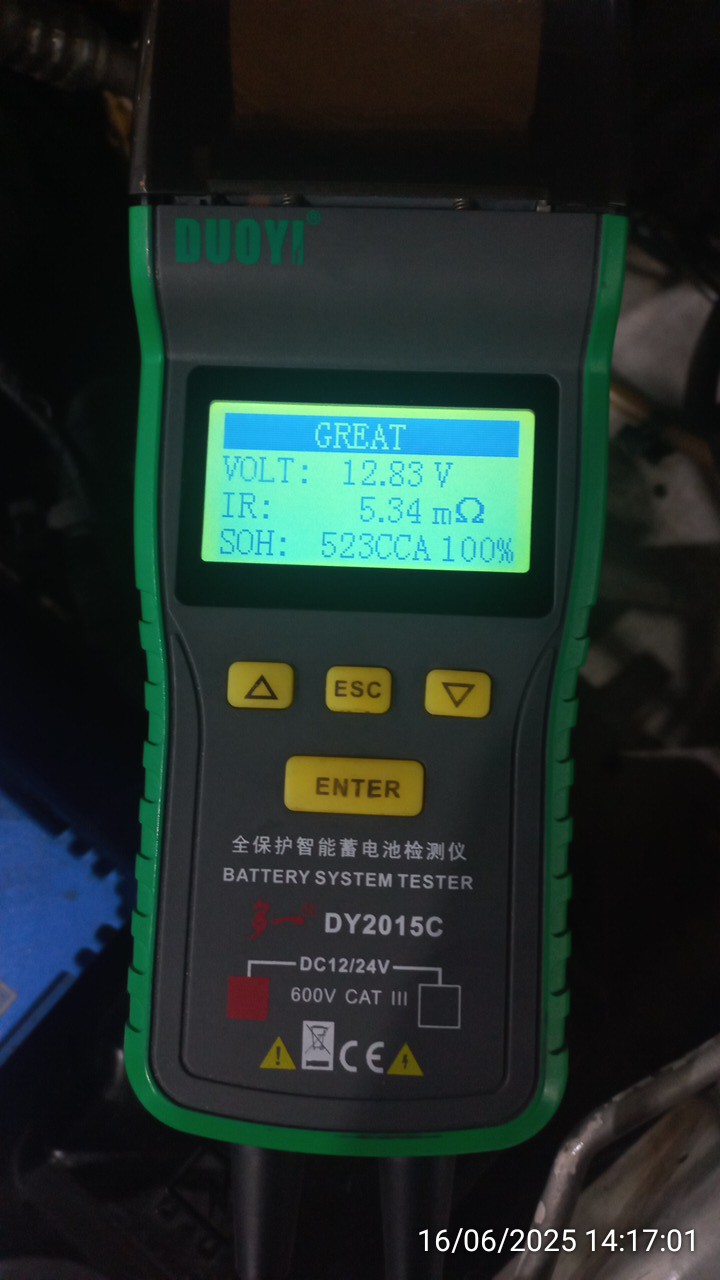 DUOYI®
GREAT
VOLT: 12.83 V
IR: 5.34 mΩ
SOH: 523CCA 100%
ESC
ENTER
全保护智能蓄电池检测仪
BATTERY SYSTEM TESTER
多一® DY2015C
DC12/24V
600V CAT III
CE
16/06/2025 14:17:01